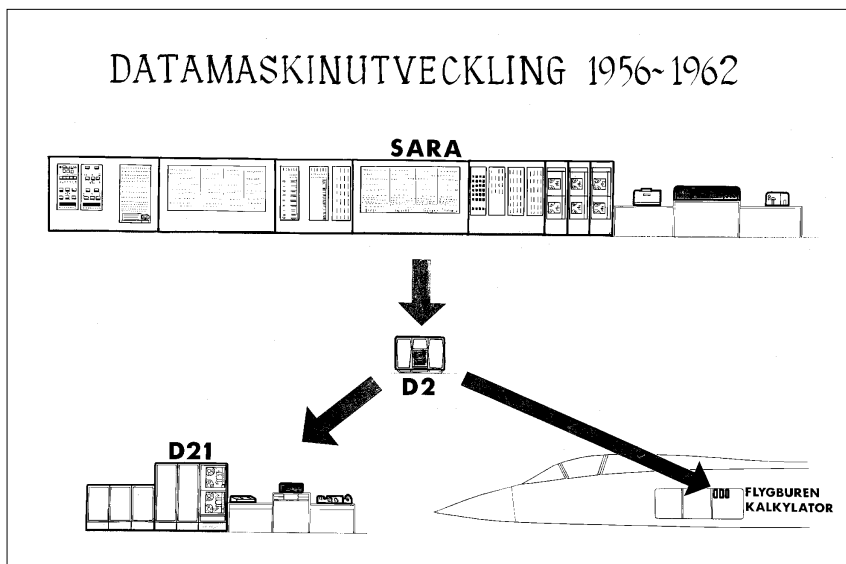 DATAMASKINUTVECKLING 1956-1962
SARA
D2
D21
FLYGBUREN
KALKYLATOR